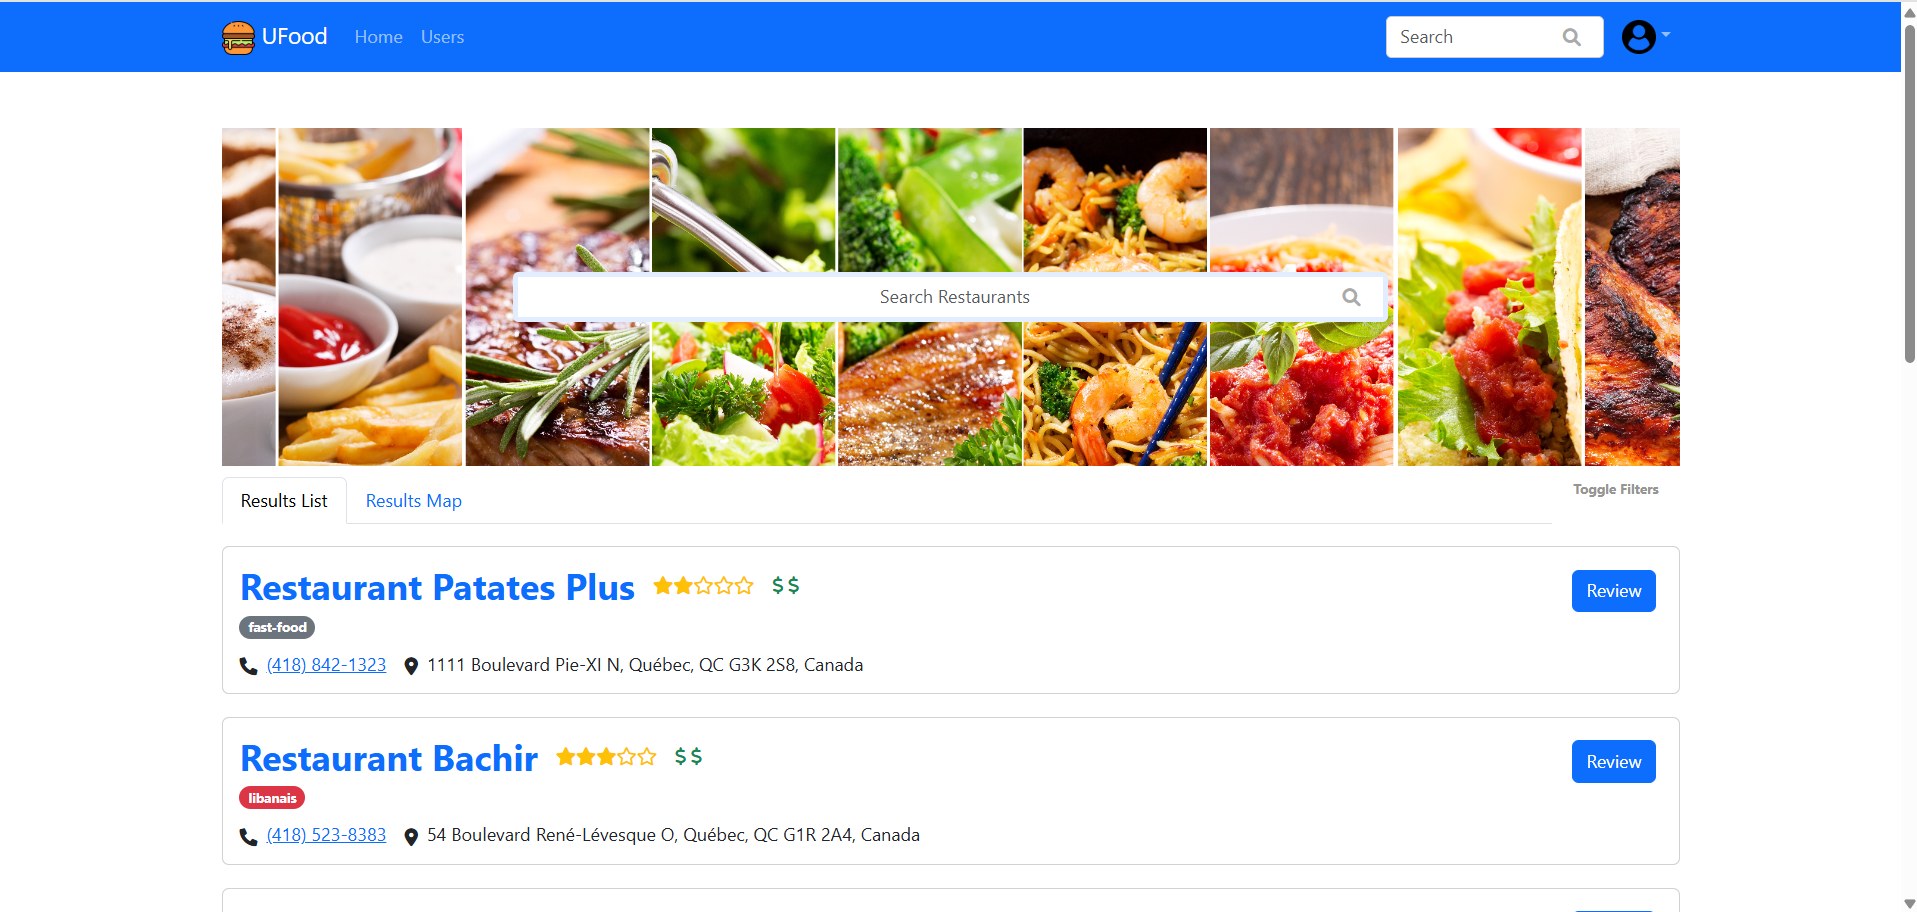 UFood Home Users Search
Search Restaurants
Results List Results Map Toggle Filters
Restaurant Patates Plus $$ Review
fast-food
(418) 842-1323 1111 Boulevard Pie-XI N, Québec, QC G3K 2S8, Canada
Restaurant Bachir $$ Review
libanais
(418) 523-8383 54 Boulevard René-Lévesque O, Québec, QC G1R 2A4, Canada